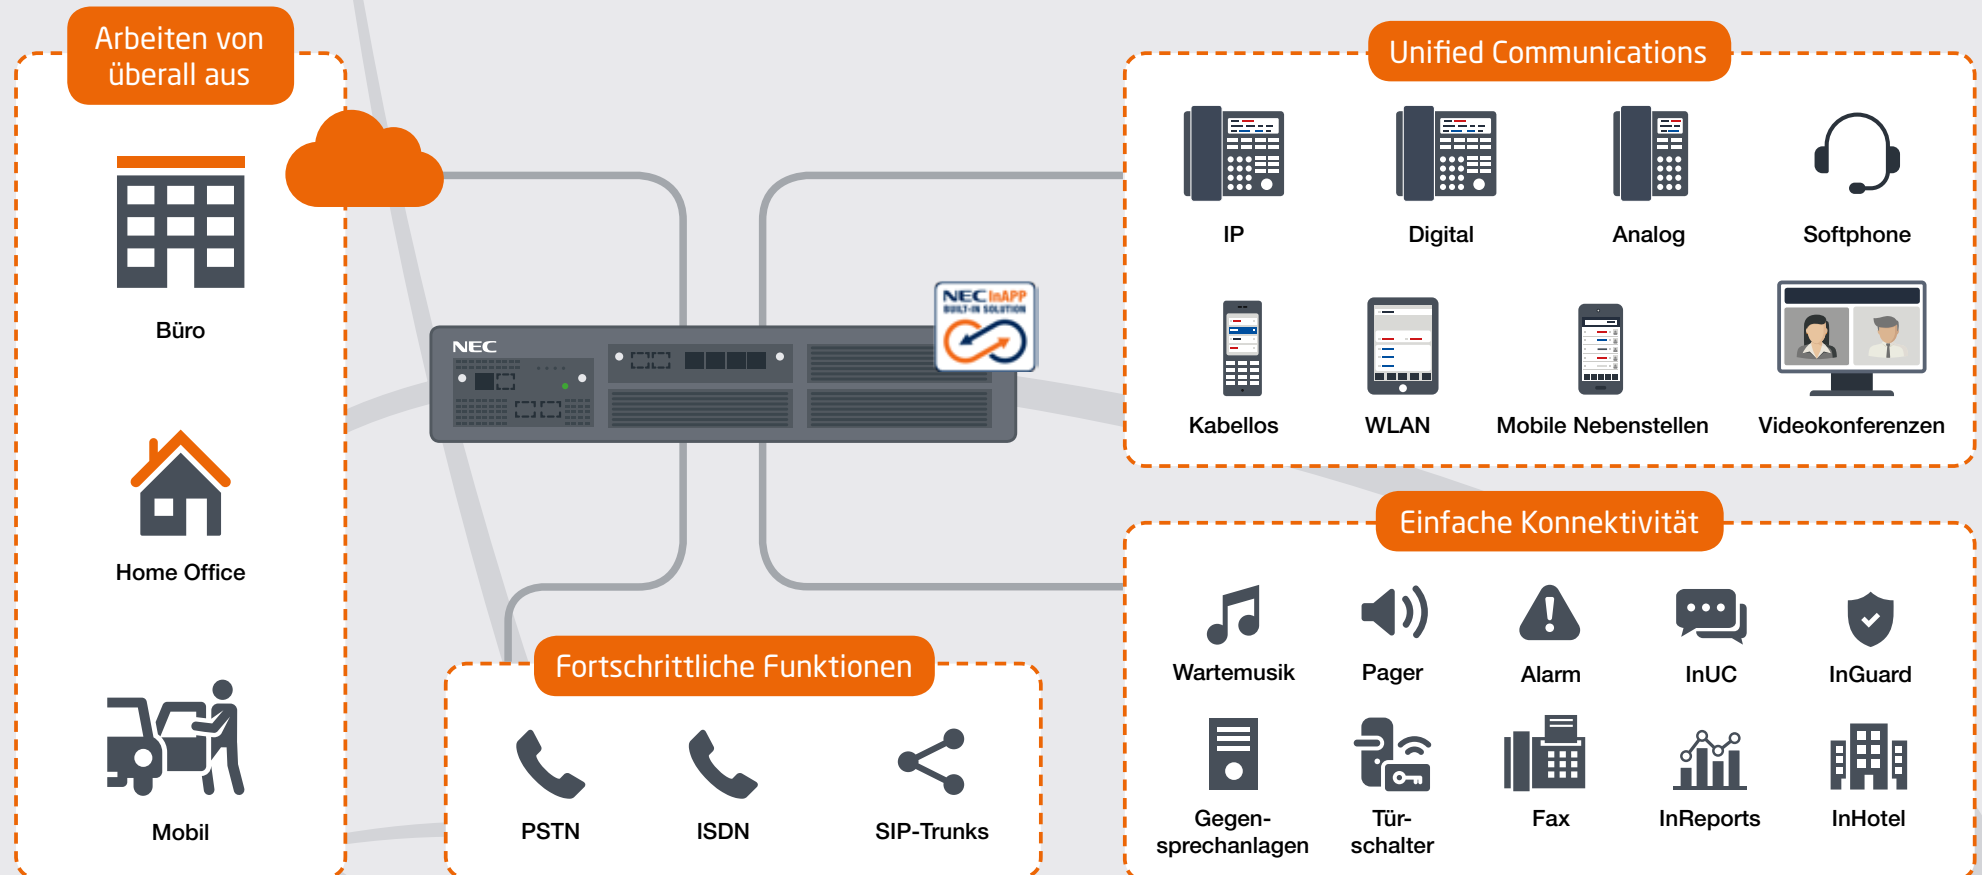 Arbeiten von
überall aus
Büro
Home Office
Mobil
NEC
NEC InAPP
BUILT-IN SOLUTION
Fortschrittliche Funktionen
PSTN
ISDN
SIP-Trunks
Unified Communications
IP
Digital
Analog
Softphone
Kabellos
WLAN
Mobile Nebenstellen
Videokonferenzen
Einfache Konnektivität
Wartemusik
Pager
Alarm
InUC
InGuard
Gegen-
sprechanlagen
Tür-
schalter
Fax
InReports
InHotel